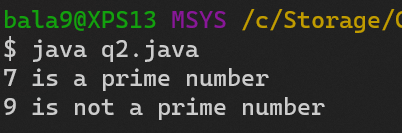 bala9@XPS13 MSYS /c/Storage/
$ java q2.java
7 is a prime number
9 is not a prime number